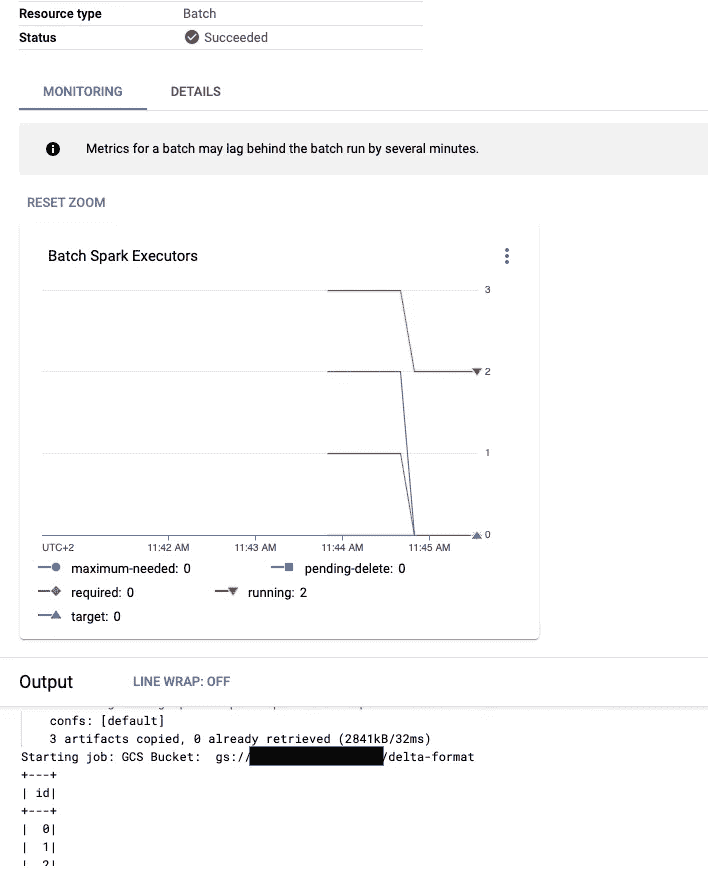 Resource type Batch
Status Succeeded
MONITORING DETAILS
Metrics for a batch may lag behind the batch run by several minutes.
RESET ZOOM
Batch Spark Executors
3
2
1
0
UTC+2 11:42 AM 11:43 AM 11:44 AM 11:45 AM
maximum-needed: 0 pending-delete: 0
required: 0 running: 2
target: 0
Output LINE WRAP: OFF
confs: [default]
3 artifacts copied, 0 already retrieved (2841kB/32ms)
Starting job: GCS Bucket: gs:// /delta-format
+---+
| id|
+---+
| 0|
| 1|
| 2|